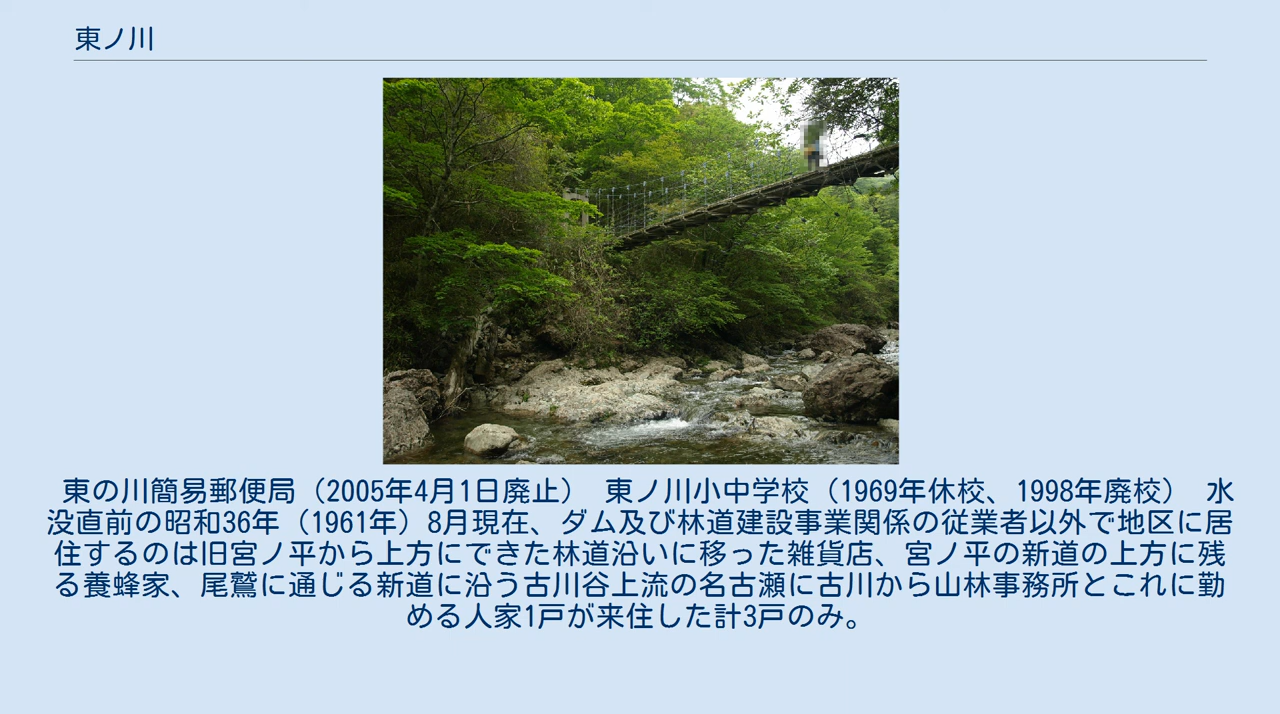 東ノ川
東の川簡易郵便局（2005年4月1日廃止） 東ノ川小中学校（1969年休校、1998年廃校） 水
没直前の昭和36年（1961年）8月現在、ダム及び林道建設事業関係の従業者以外で地区に居
住するのは旧宮ノ平から上方にできた林道沿いに移った雑貨店、宮ノ平の新道の上方に残
る養蜂家、尾鷲に通じる新道に沿う古川谷上流の名古瀬に古川から山林事務所とこれに勤
める人家1戸が来住した計3戸のみ。